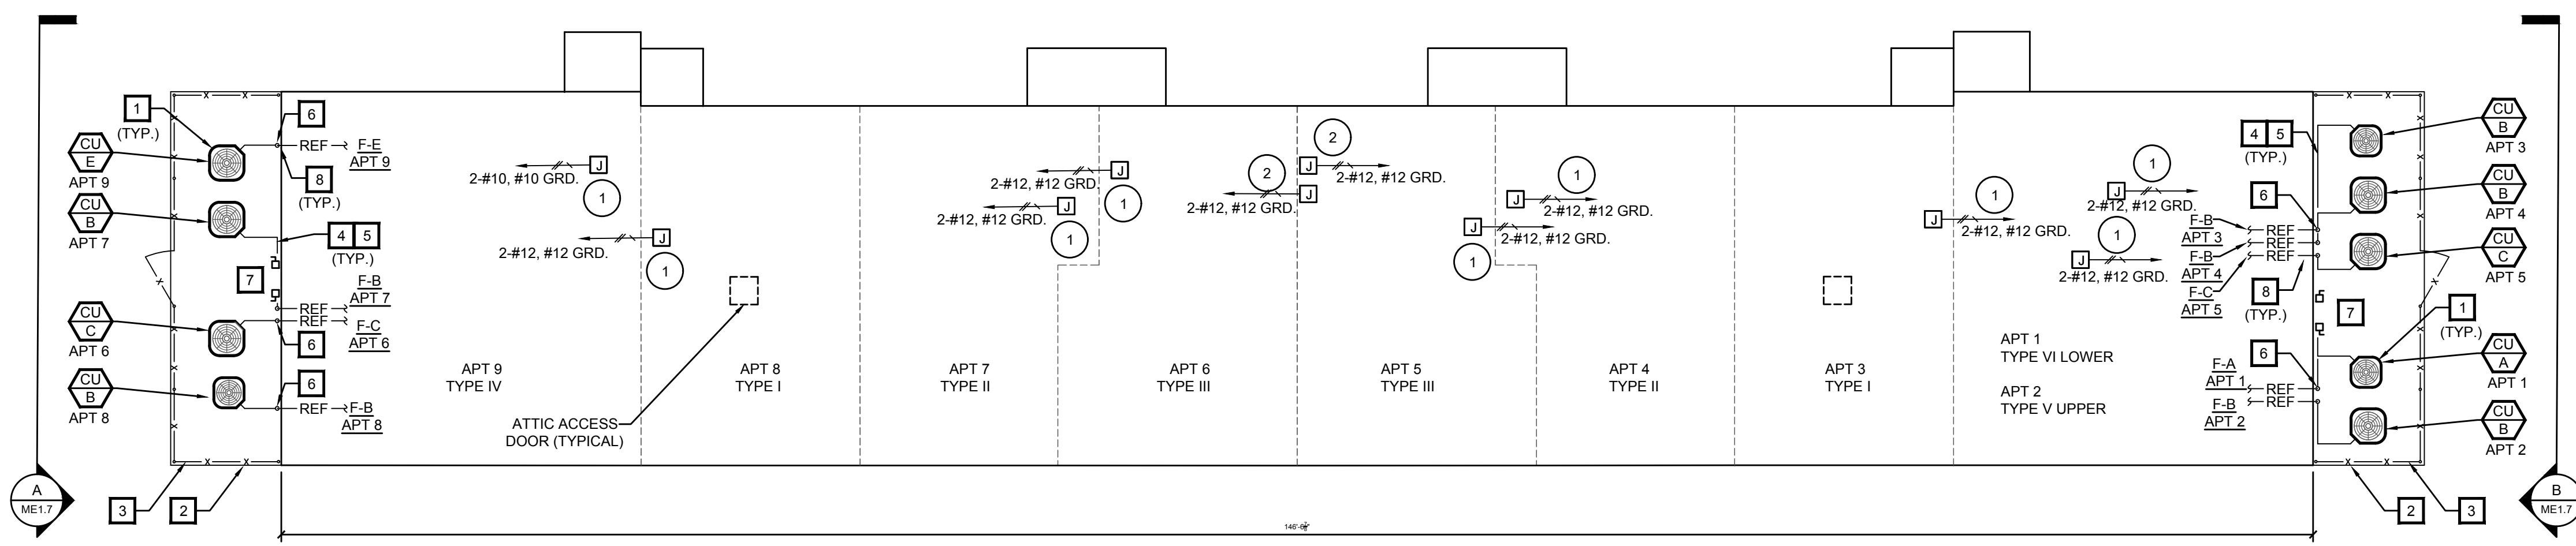 1
(TYP.)
CU
E
APT 9
CU
B
APT 7
CU
C
APT 6
CU
B
APT 8
A
ME1.7
3
2
6
REF
F-E
APT 9
8
(TYP.)
4
5
(TYP.)
7
F-B
APT 7
REF
REF
F-C
APT 6
6
6
REF
F-B
APT 8
J
2-#10, #10 GRD.
1
J
2-#12, #12 GRD.
1
APT 9
TYPE IV
ATTIC ACCESS
DOOR (TYPICAL)
APT 8
TYPE I
J
2-#12, #12 GRD.
1
J
2-#12, #12 GRD.
1
APT 7
TYPE II
2
J
2-#12, #12 GRD.
2
J
2-#12, #12 GRD.
APT 6
TYPE III
APT 5
TYPE III
1
J
2-#12, #12 GRD.
J
2-#12, #12 GRD.
1
APT 4
TYPE II
APT 3
TYPE I
1
J
2-#12, #12 GRD.
1
J
2-#12, #12 GRD.
1
J
2-#12, #12 GRD.
APT 1
TYPE VI LOWER
APT 2
TYPE V UPPER
4
5
(TYP.)
6
F-B
APT 3
REF
REF
REF
F-B
APT 4
F-C
APT 5
8
(TYP.)
7
1
(TYP.)
6
F-A
APT 1
REF
REF
F-B
APT 2
CU
B
APT 3
CU
B
APT 4
CU
C
APT 5
CU
A
APT 1
CU
B
APT 2
2
3
B
ME1.7